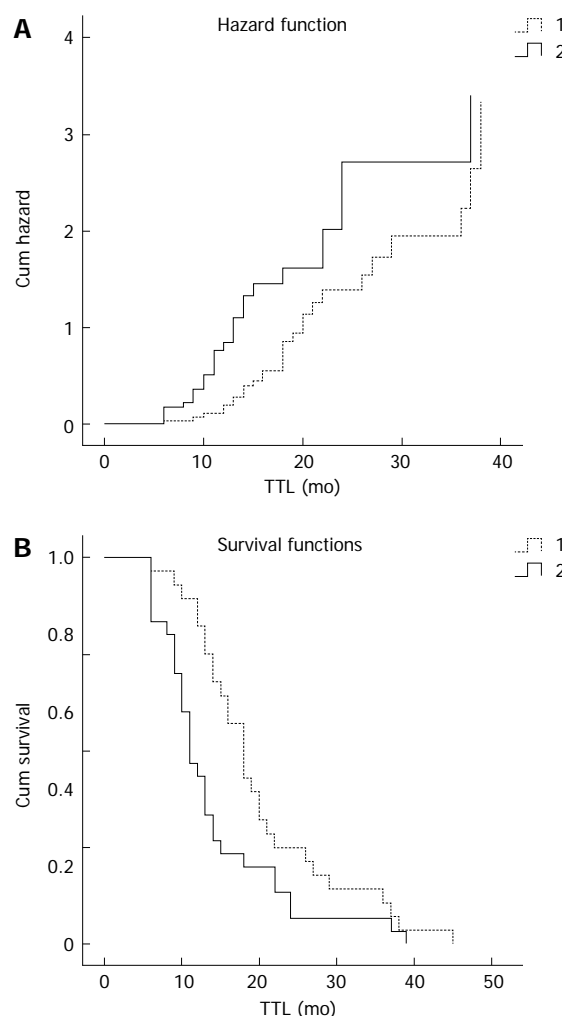 A
Hazard function
1
2
4
3
2
1
0
Cum hazard
0 10 20 30 40
TTL (mo)
B
Survival functions
1
2
1.0
0.8
0.6
0.4
0.2
0
Cum survival
0 10 20 30 40 50
TTL (mo)